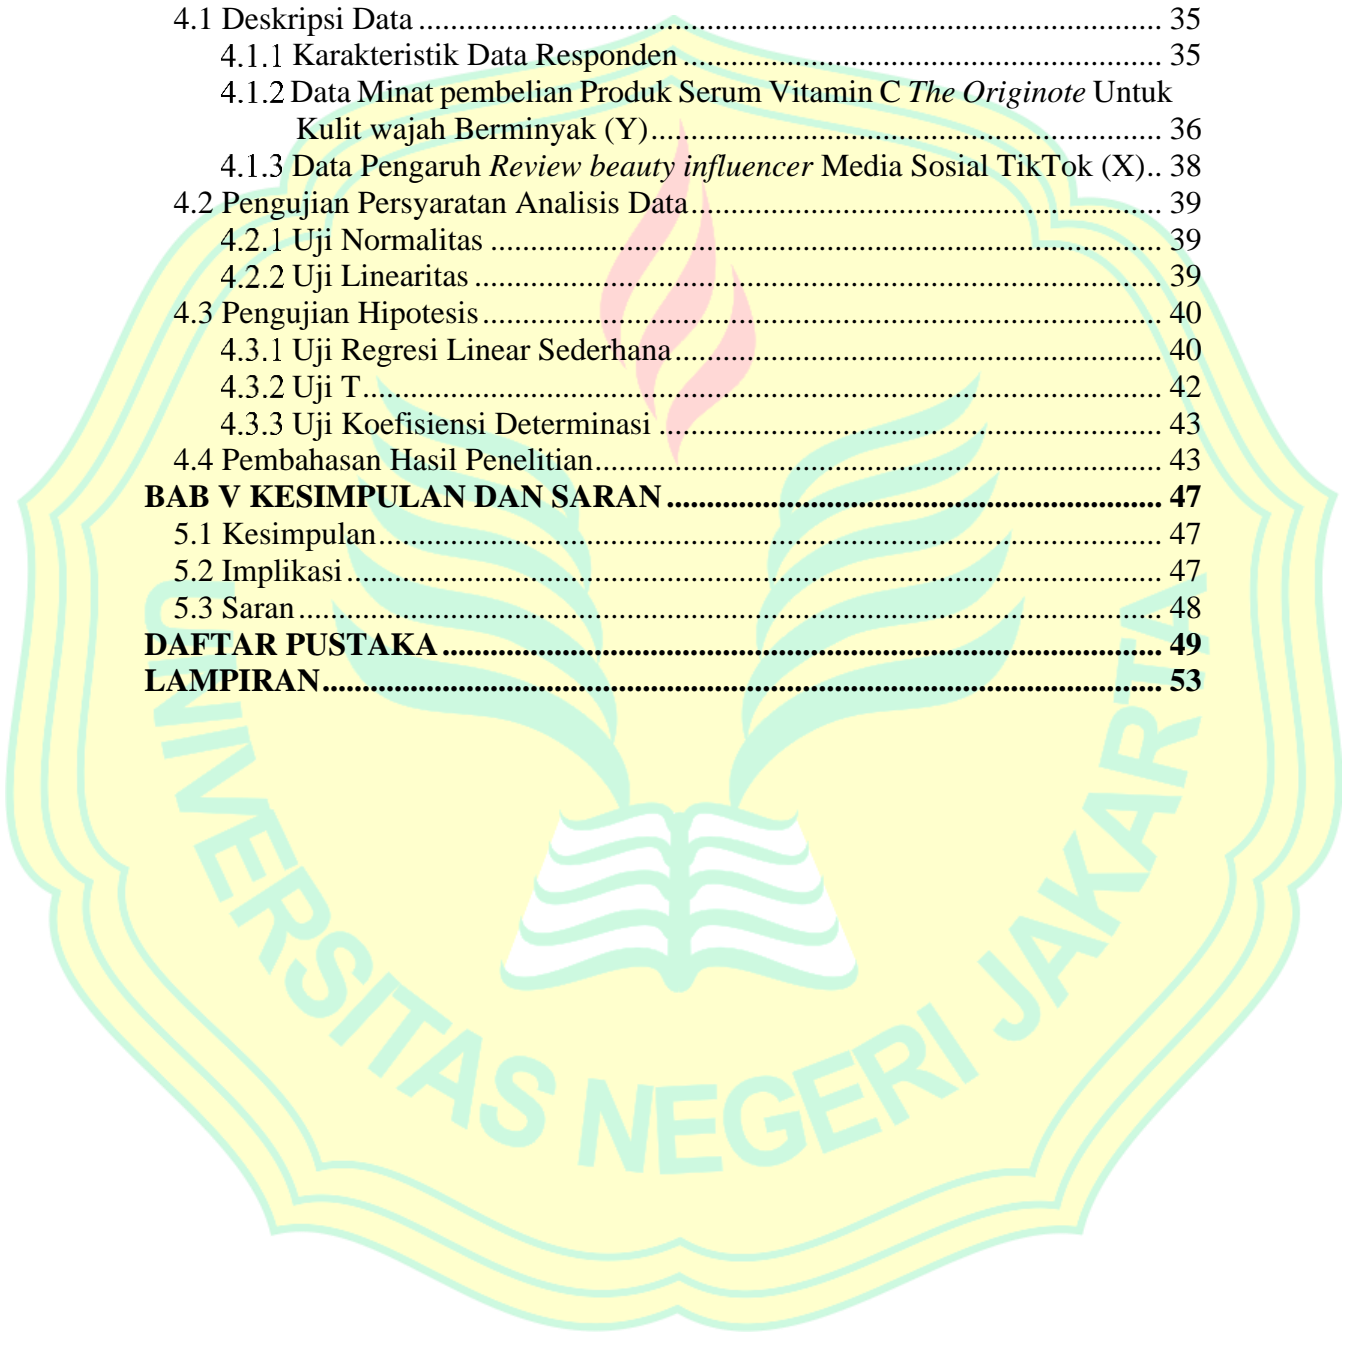 4.1 Deskripsi Data ............................................................................................. 35
4.1.1 Karakteristik Data Responden ............................................................ 35
4.1.2 Data Minat pembelian Produk Serum Vitamin C The Originote Untuk
Kulit wajah Berminyak (Y) ................................................................ 36
4.1.3 Data Pengaruh Review beauty influencer Media Sosial TikTok (X).. 38
4.2 Pengujian Persyaratan Analisis Data ........................................................... 39
4.2.1 Uji Normalitas .................................................................................... 39
4.2.2 Uji Linearitas ...................................................................................... 39
4.3 Pengujian Hipotesis ..................................................................................... 40
4.3.1 Uji Regresi Linear Sederhana ............................................................. 40
4.3.2 Uji T .................................................................................................... 42
4.3.3 Uji Koefisiensi Determinasi ............................................................... 43
4.4 Pembahasan Hasil Penelitian ....................................................................... 43
BAB V KESIMPULAN DAN SARAN .............................................................. 47
5.1 Kesimpulan .................................................................................................. 47
5.2 Implikasi ...................................................................................................... 47
5.3 Saran ............................................................................................................ 48
DAFTAR PUSTAKA .......................................................................................... 49
LAMPIRAN ......................................................................................................... 53
UNIVERSITAS NEGERI JAKARTA